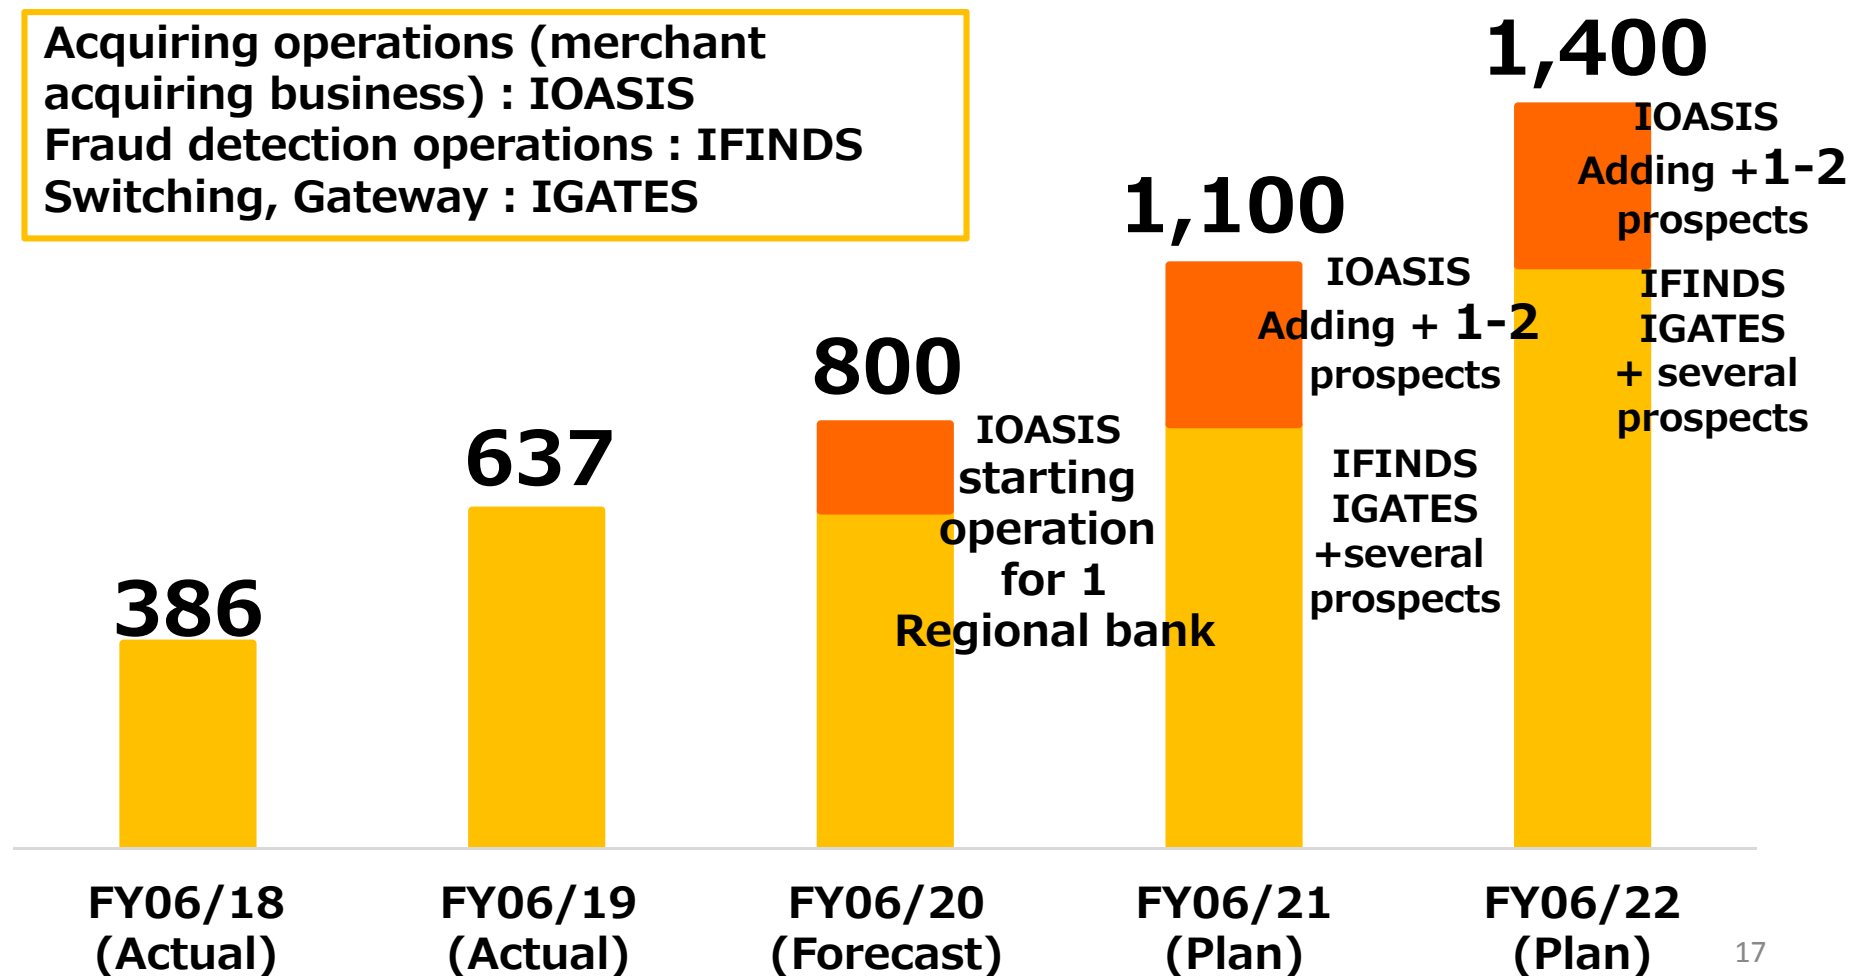 Acquiring operations (merchant
acquiring business) : IOASIS
Fraud detection operations : IFINDS
Switching, Gateway : IGATES
386
637
800
IOASIS
starting
operation
for 1
Regional bank
1,100
IOASIS
Adding + 1-2
prospects
IFINDS
IGATES
+several
prospects
1,400
IOASIS
Adding +1-2
prospects
IFINDS
IGATES
+ several
prospects
FY06/18
(Actual)
FY06/19
(Actual)
FY06/20
(Forecast)
FY06/21
(Plan)
FY06/22
(Plan)
17